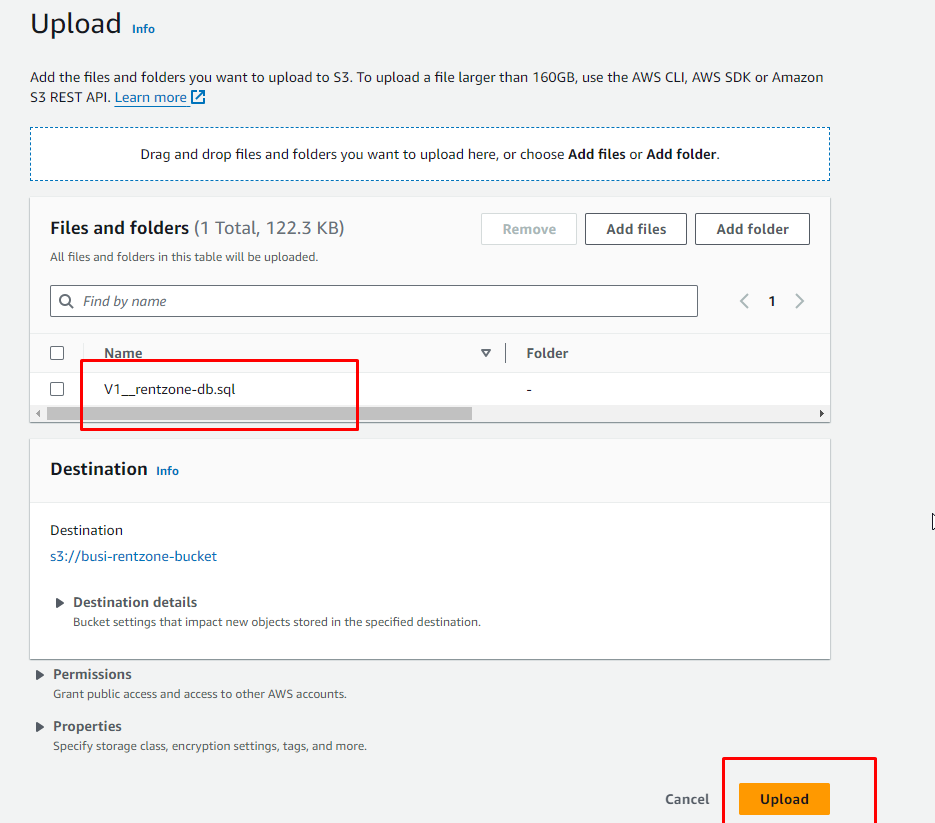 Upload Info
Add the files and folders you want to upload to S3. To upload a file larger than 160GB, use the AWS CLI, AWS SDK or Amazon
S3 REST API. Learn more
Drag and drop files and folders you want to upload here, or choose Add files or Add folder.
Files and folders (1 Total, 122.3 KB)
Remove
Add files
Add folder
All files and folders in this table will be uploaded.
Find by name
1
Name
Folder
V1__rentzone-db.sql
-
Destination Info
Destination
s3://busi-rentzone-bucket
Destination details
Bucket settings that impact new objects stored in the specified destination.
Permissions
Grant public access and access to other AWS accounts.
Properties
Specify storage class, encryption settings, tags, and more.
Cancel
Upload